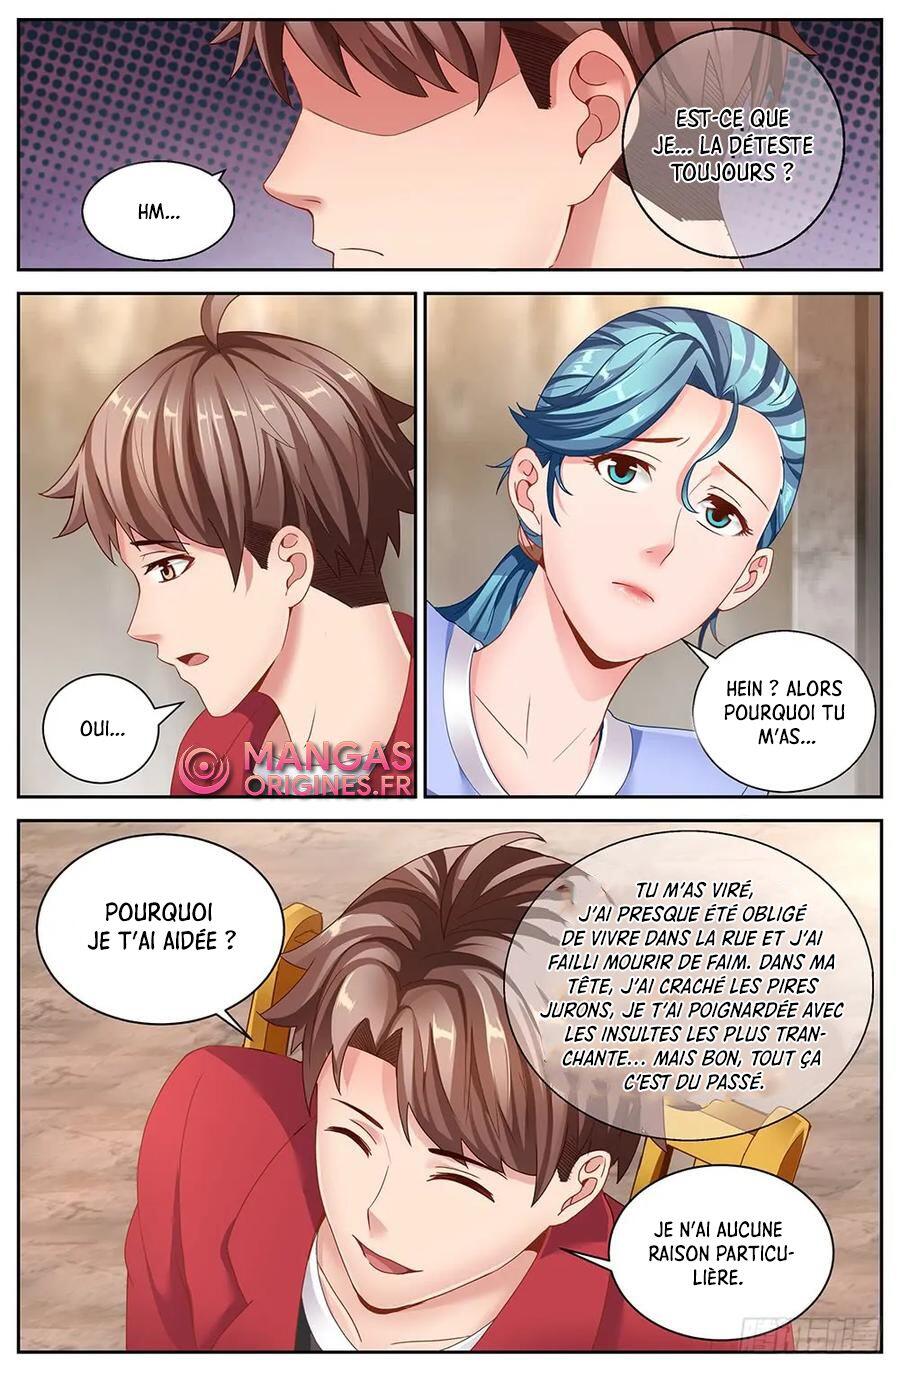 HM...
EST-CE QUE
JE... LA DÉTESTE
TOUJOURS ?
OUI...
MANGAS
ORIGINES.FR
HEIN ? ALORS
POURQUOI TU
M'AS...
POURQUOI
JE T'AI AIDÉE ?
TU M'AS VIRÉ,
J'AI PRESQUE ÉTÉ OBLIGÉ
DE VIVRE DANS LA RUE ET J'AI
FAILLI MOURIR DE FAIM. DANS MA
TÊTE, J'AI CRACHÉ LES PIRES
JURONS, JE T'AI POIGNARDÉE AVEC
LES INSULTES LES PLUS TRAN-
CHANTE... MAIS BON, TOUT ÇA
C'EST DU PASSÉ.
JE N'AI AUCUNE
RAISON PARTICU-
LIÈRE.